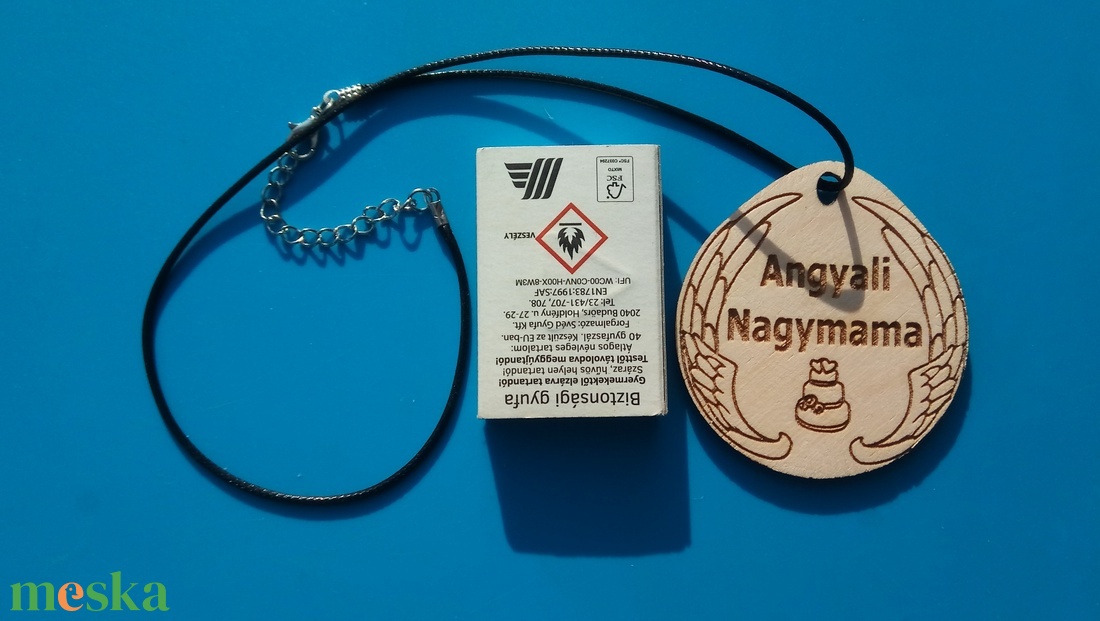 Angyali
Nagymama
Biztonsági gyufa
Gyermekektől elzárva tartandó!
Száraz, hűvös helyen tartandó!
Testtől távolodva meggyújtandó!
Átlagos névleges tartalom:
40 gyufaszál. Készült az EU-ban.
Forgalmazó: Svéd Gyufa Kft.
2040 Budaörs, Holdfény u. 27-29.
Tel: 23/431-707, 708.
EN1783:1997:SAF
UFI: WC00-C0NV-H00X-8W3M
VESZÉLY
FSC
MIXTO
FSC® C097294
meska